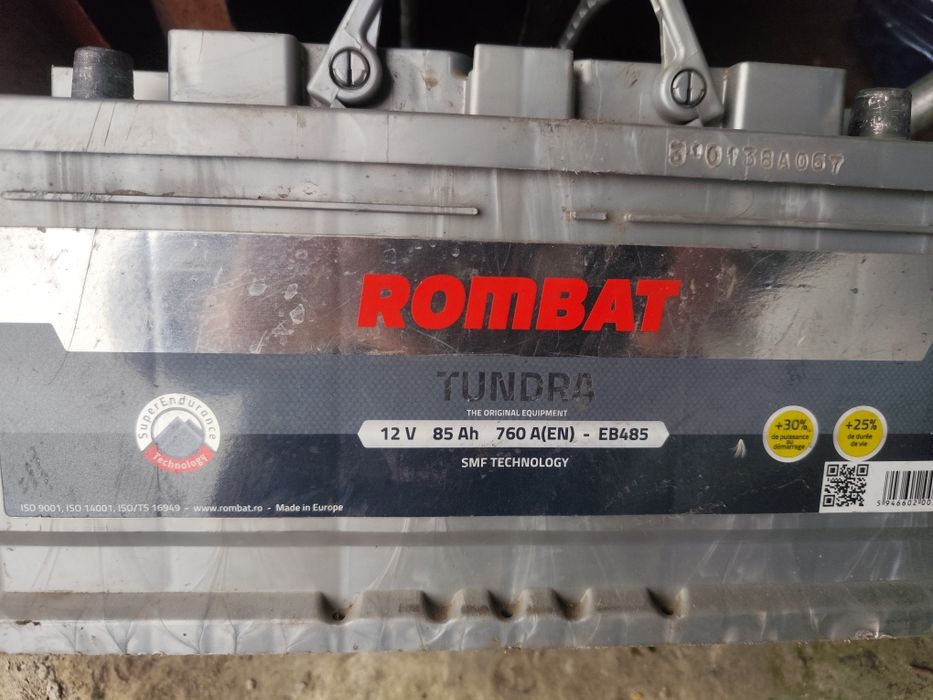 ROMBAT
TUNDRA
THE ORIGINAL EQUIPMENT
12 V 85 Ah 760 A(EN) - EB485
SMF TECHNOLOGY
SuperEndurance
Technology
+30%
de puissance
au
démarrage
+25%
de durée
de vie
ISO 9001, ISO 14001, ISO/TS 16949 - www.rombat.ro - Made in Europe